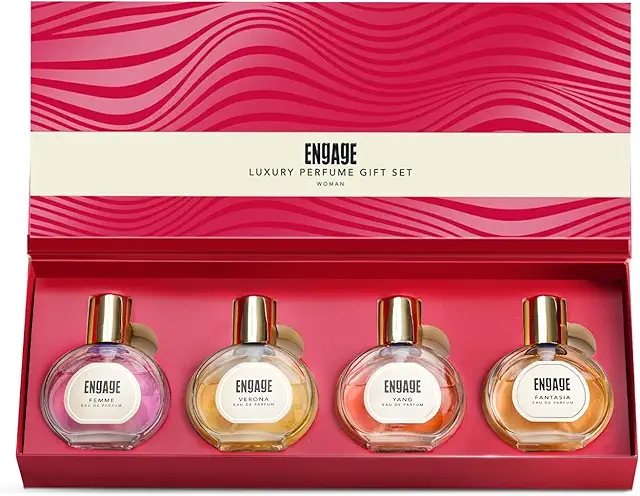 ENGAGE
LUXURY PERFUME GIFT SET
WOMAN
ENGAGE
FEMME
EAU DE PARFUM
ENGAGE
VERONA
EAU DE PARFUM
ENGAGE
YANG
EAU DE PARFUM
ENGAGE
FANTASIA
EAU DE PARFUM